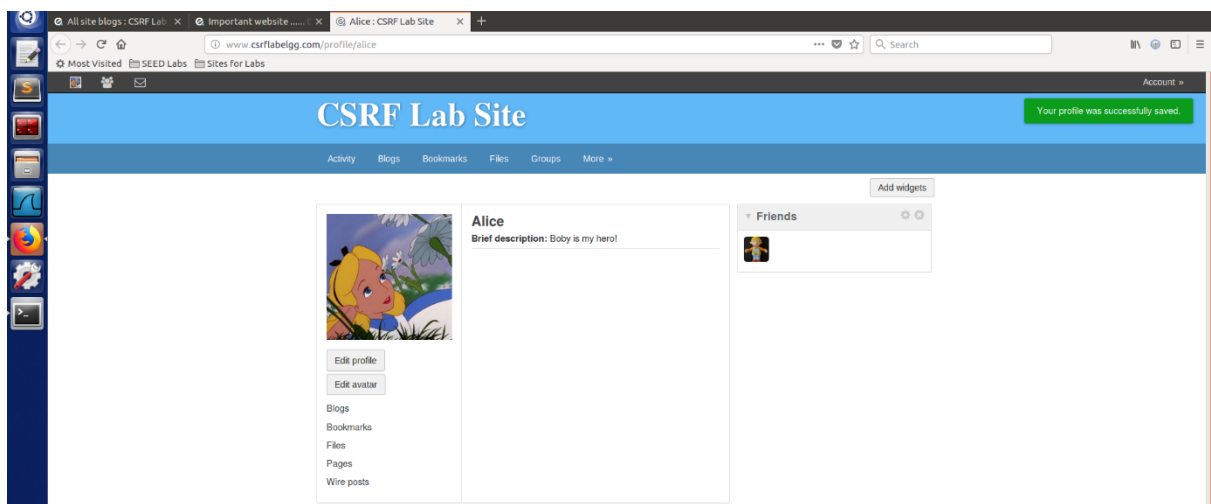 All site blogs : CSRF Lab × Important website ...... ( × Alice : CSRF Lab Site × +
www.csrflabelgg.com/profile/alice ... Search
Most Visited SEED Labs Sites for Labs
Account »
CSRF Lab Site
Your profile was successfully saved.
Activity Blogs Bookmarks Files Groups More »
Add widgets
Alice
Brief description: Boby is my hero!
Friends
Edit profile
Edit avatar
Blogs
Bookmarks
Files
Pages
Wire posts